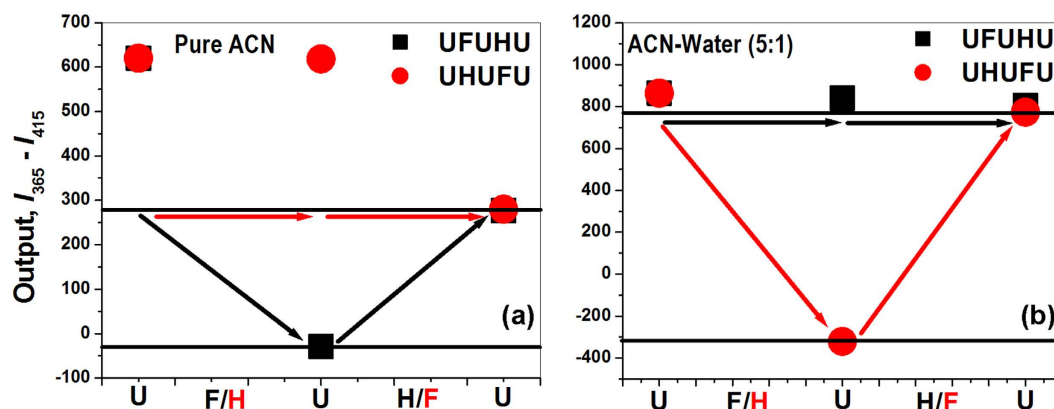 Output, I365 - I415
700
600
500
400
300
200
100
0
-100
Pure ACN
UFUHU
UHUFU
(a)
U F/H U H/F U
1200
1000
800
600
400
200
0
-200
-400
ACN-Water (5:1)
UFUHU
UHUFU
(b)
U F/H U H/F U